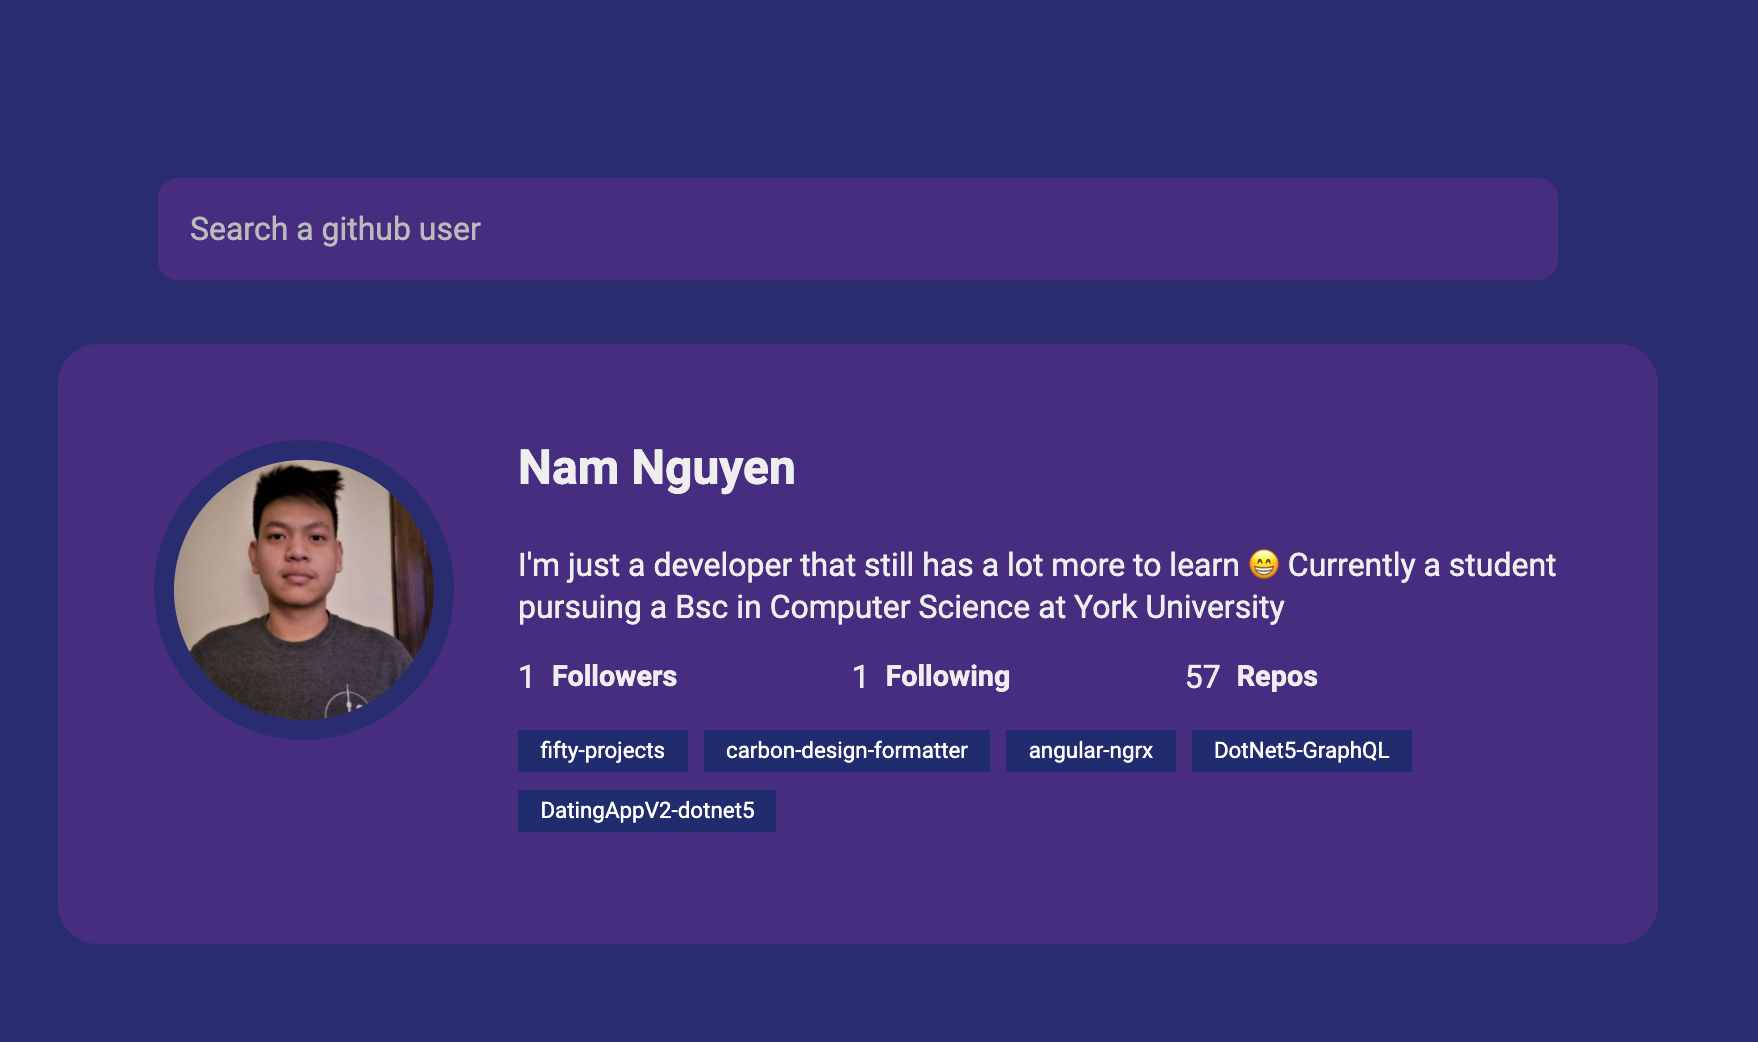 Search a github user
Nam Nguyen
I'm just a developer that still has a lot more to learn 😁 Currently a student
pursuing a Bsc in Computer Science at York University
1 Followers 1 Following 57 Repos
fifty-projects carbon-design-formatter angular-ngrx DotNet5-GraphQL
DatingAppV2-dotnet5